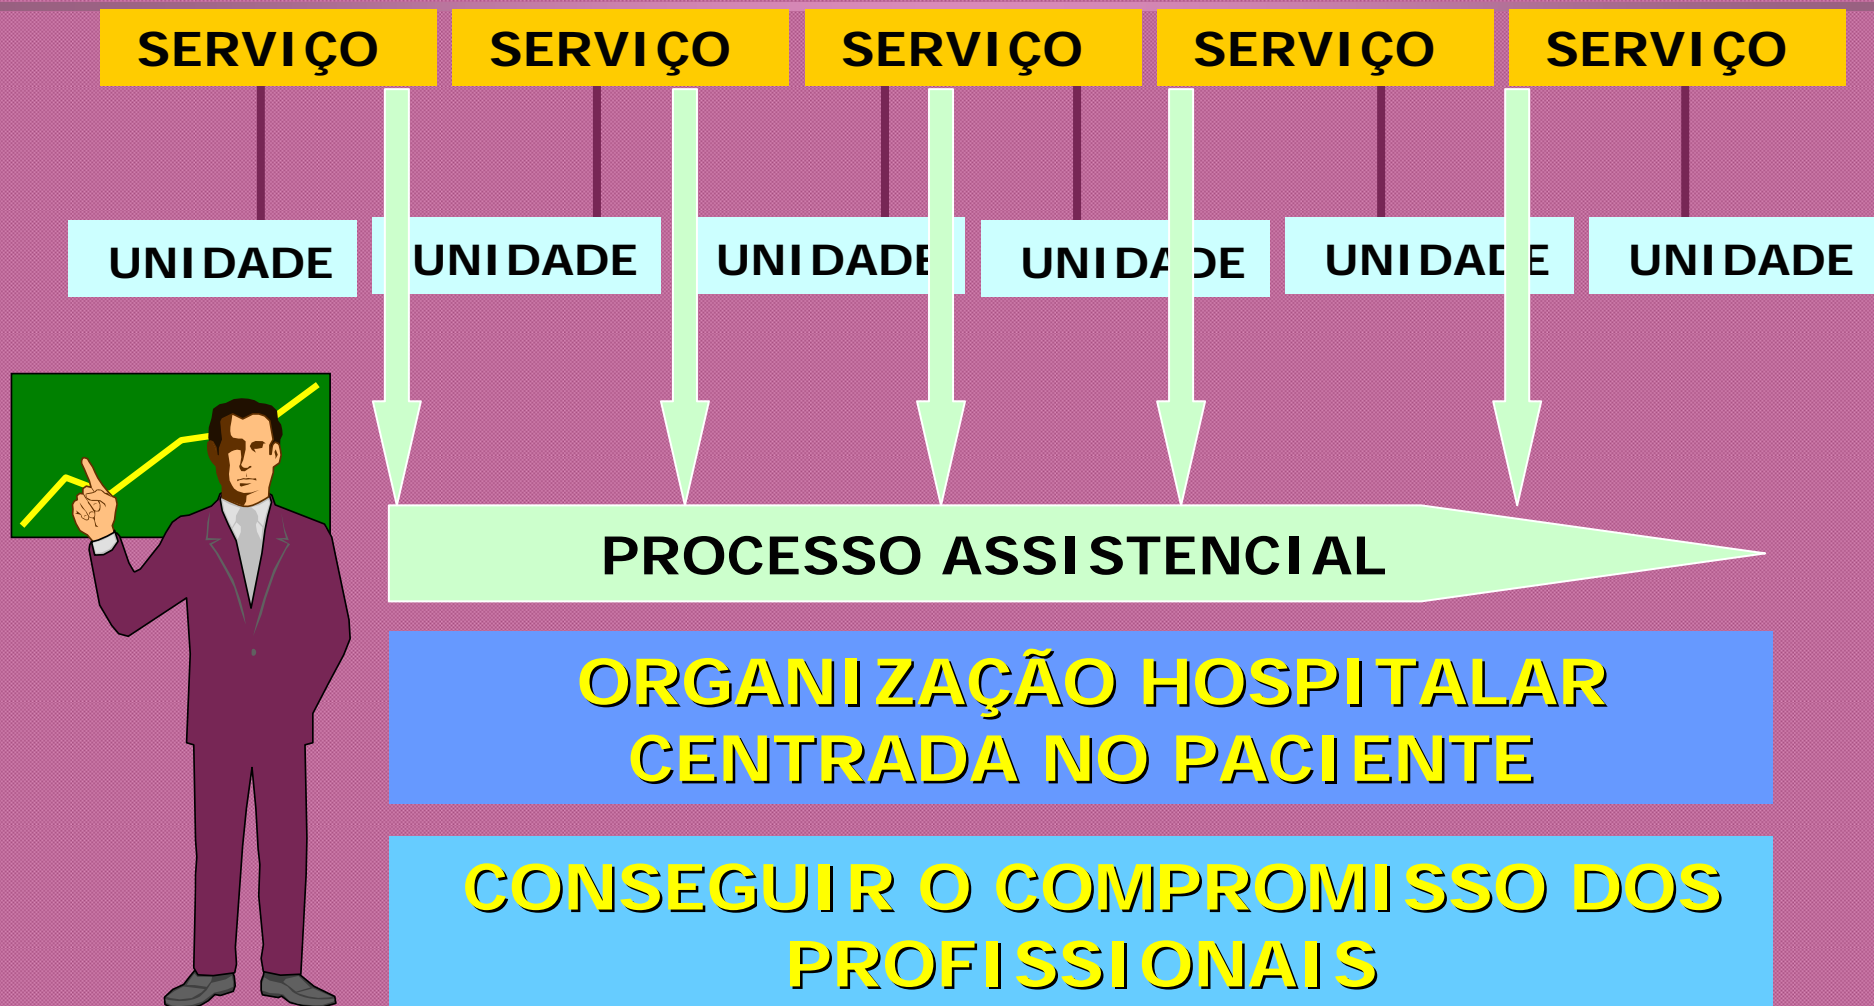 SERVIÇO SERVIÇO SERVIÇO SERVIÇO SERVIÇO
UNIDADE UNIDADE UNIDADE UNIDADE UNIDADE UNIDADE
PROCESSO ASSISTENCIAL
ORGANIZAÇÃO HOSPITALAR
CENTRADA NO PACIENTE
CONSEGUIR O COMPROMISSO DOS
PROFISSIONAIS